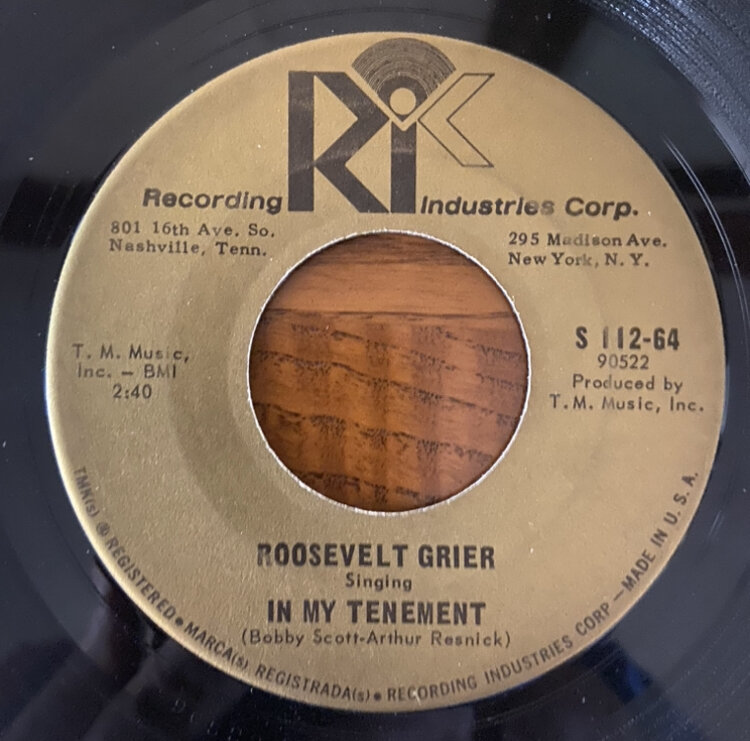 RIC
Recording Industries Corp.
801 16th Ave. So.
Nashville, Tenn.
295 Madison Ave.
New York, N. Y.
T. M. Music,
Inc. – BMI
2:40
S 112-64
90522
Produced by
T. M. Music, Inc.
ROOSEVELT GRIER
Singing
IN MY TENEMENT
(Bobby Scott-Arthur Resnick)
TMK(s) ® REGISTERED • MARCA(s) REGISTRADA(s) • RECORDING INDUSTRIES CORP — MADE IN U. S. A.